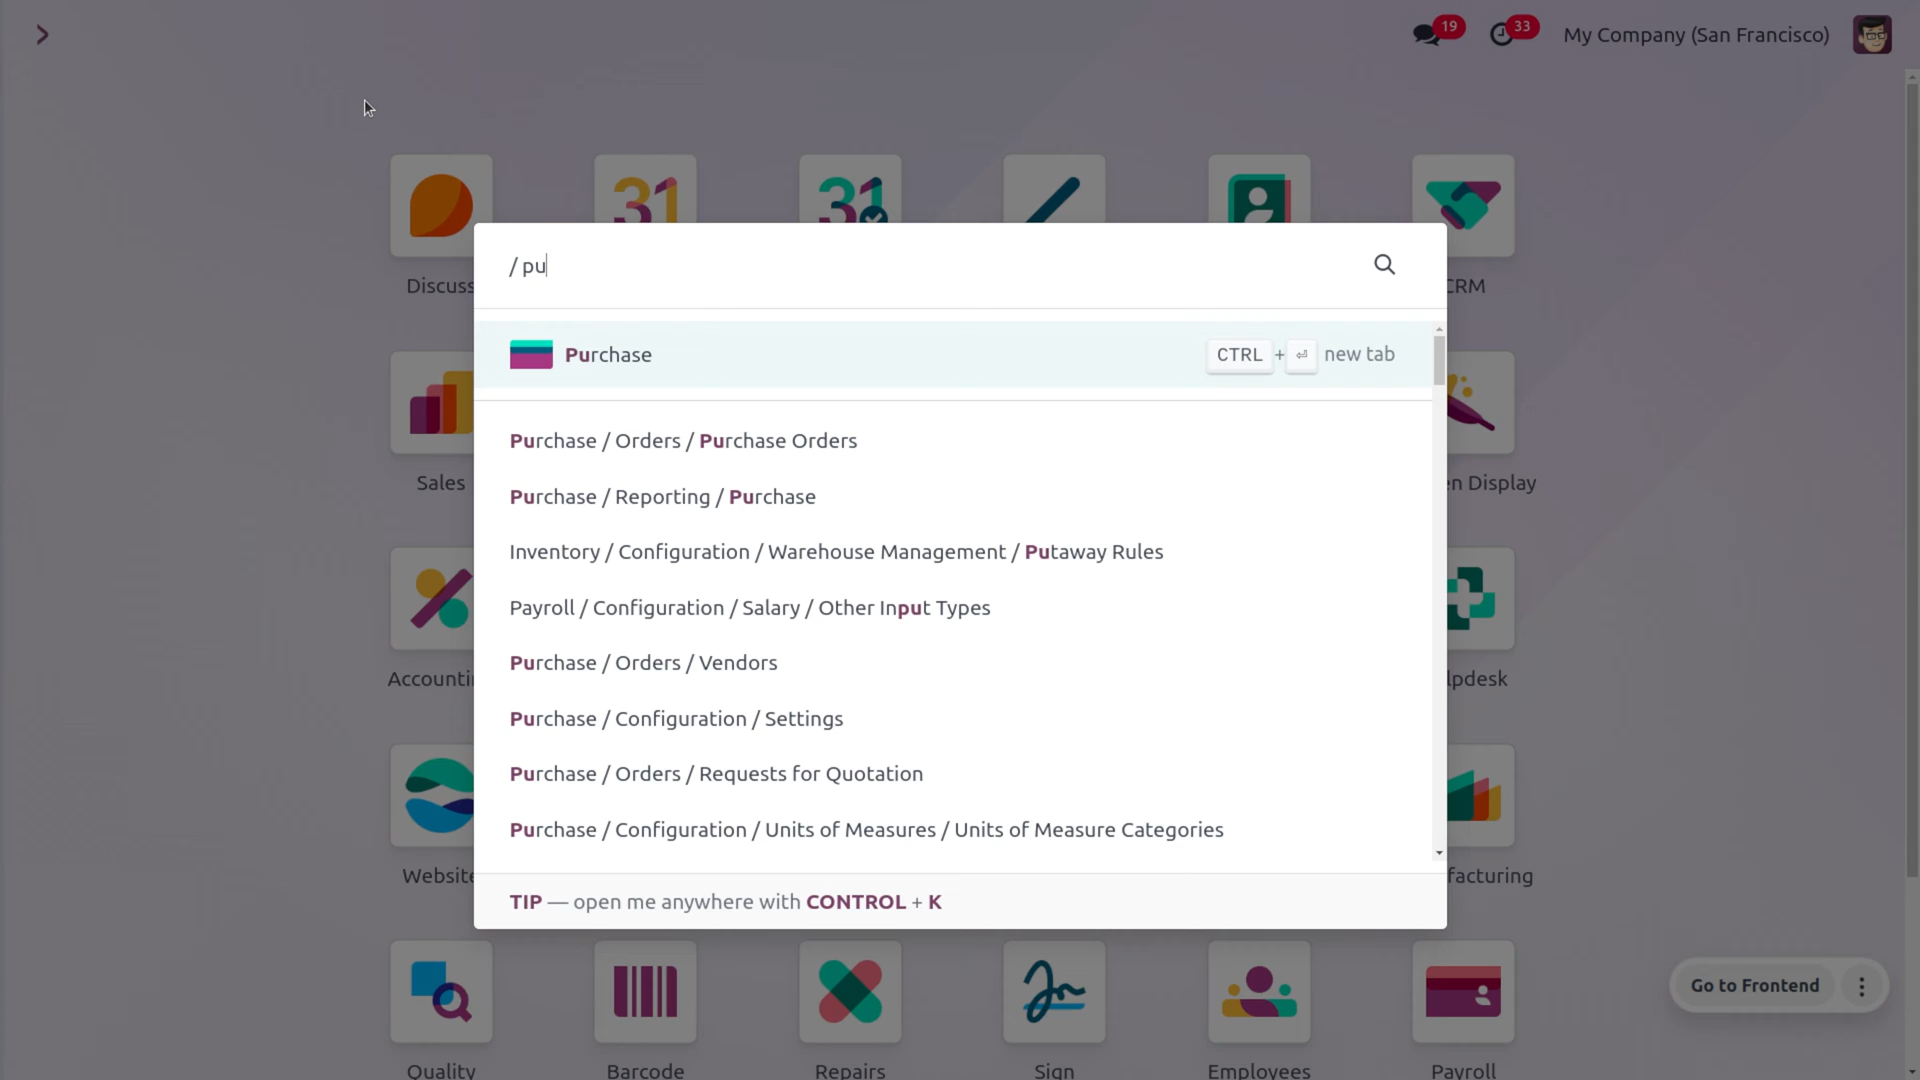 19
33
My Company (San Francisco)
31
31
/ pu
Discuss
CRM
Purchase
CTRL + ⏎ new tab
Purchase / Orders / Purchase Orders
Sales
en Display
Purchase / Reporting / Purchase
Inventory / Configuration / Warehouse Management / Putaway Rules
Payroll / Configuration / Salary / Other Input Types
Purchase / Orders / Vendors
Accounti
lpdesk
Purchase / Configuration / Settings
Purchase / Orders / Requests for Quotation
Purchase / Configuration / Units of Measures / Units of Measure Categories
Website
facturing
TIP — open me anywhere with CONTROL + K
Go to Frontend
Quality
Barcode
Repairs
Sign
Employees
Payroll